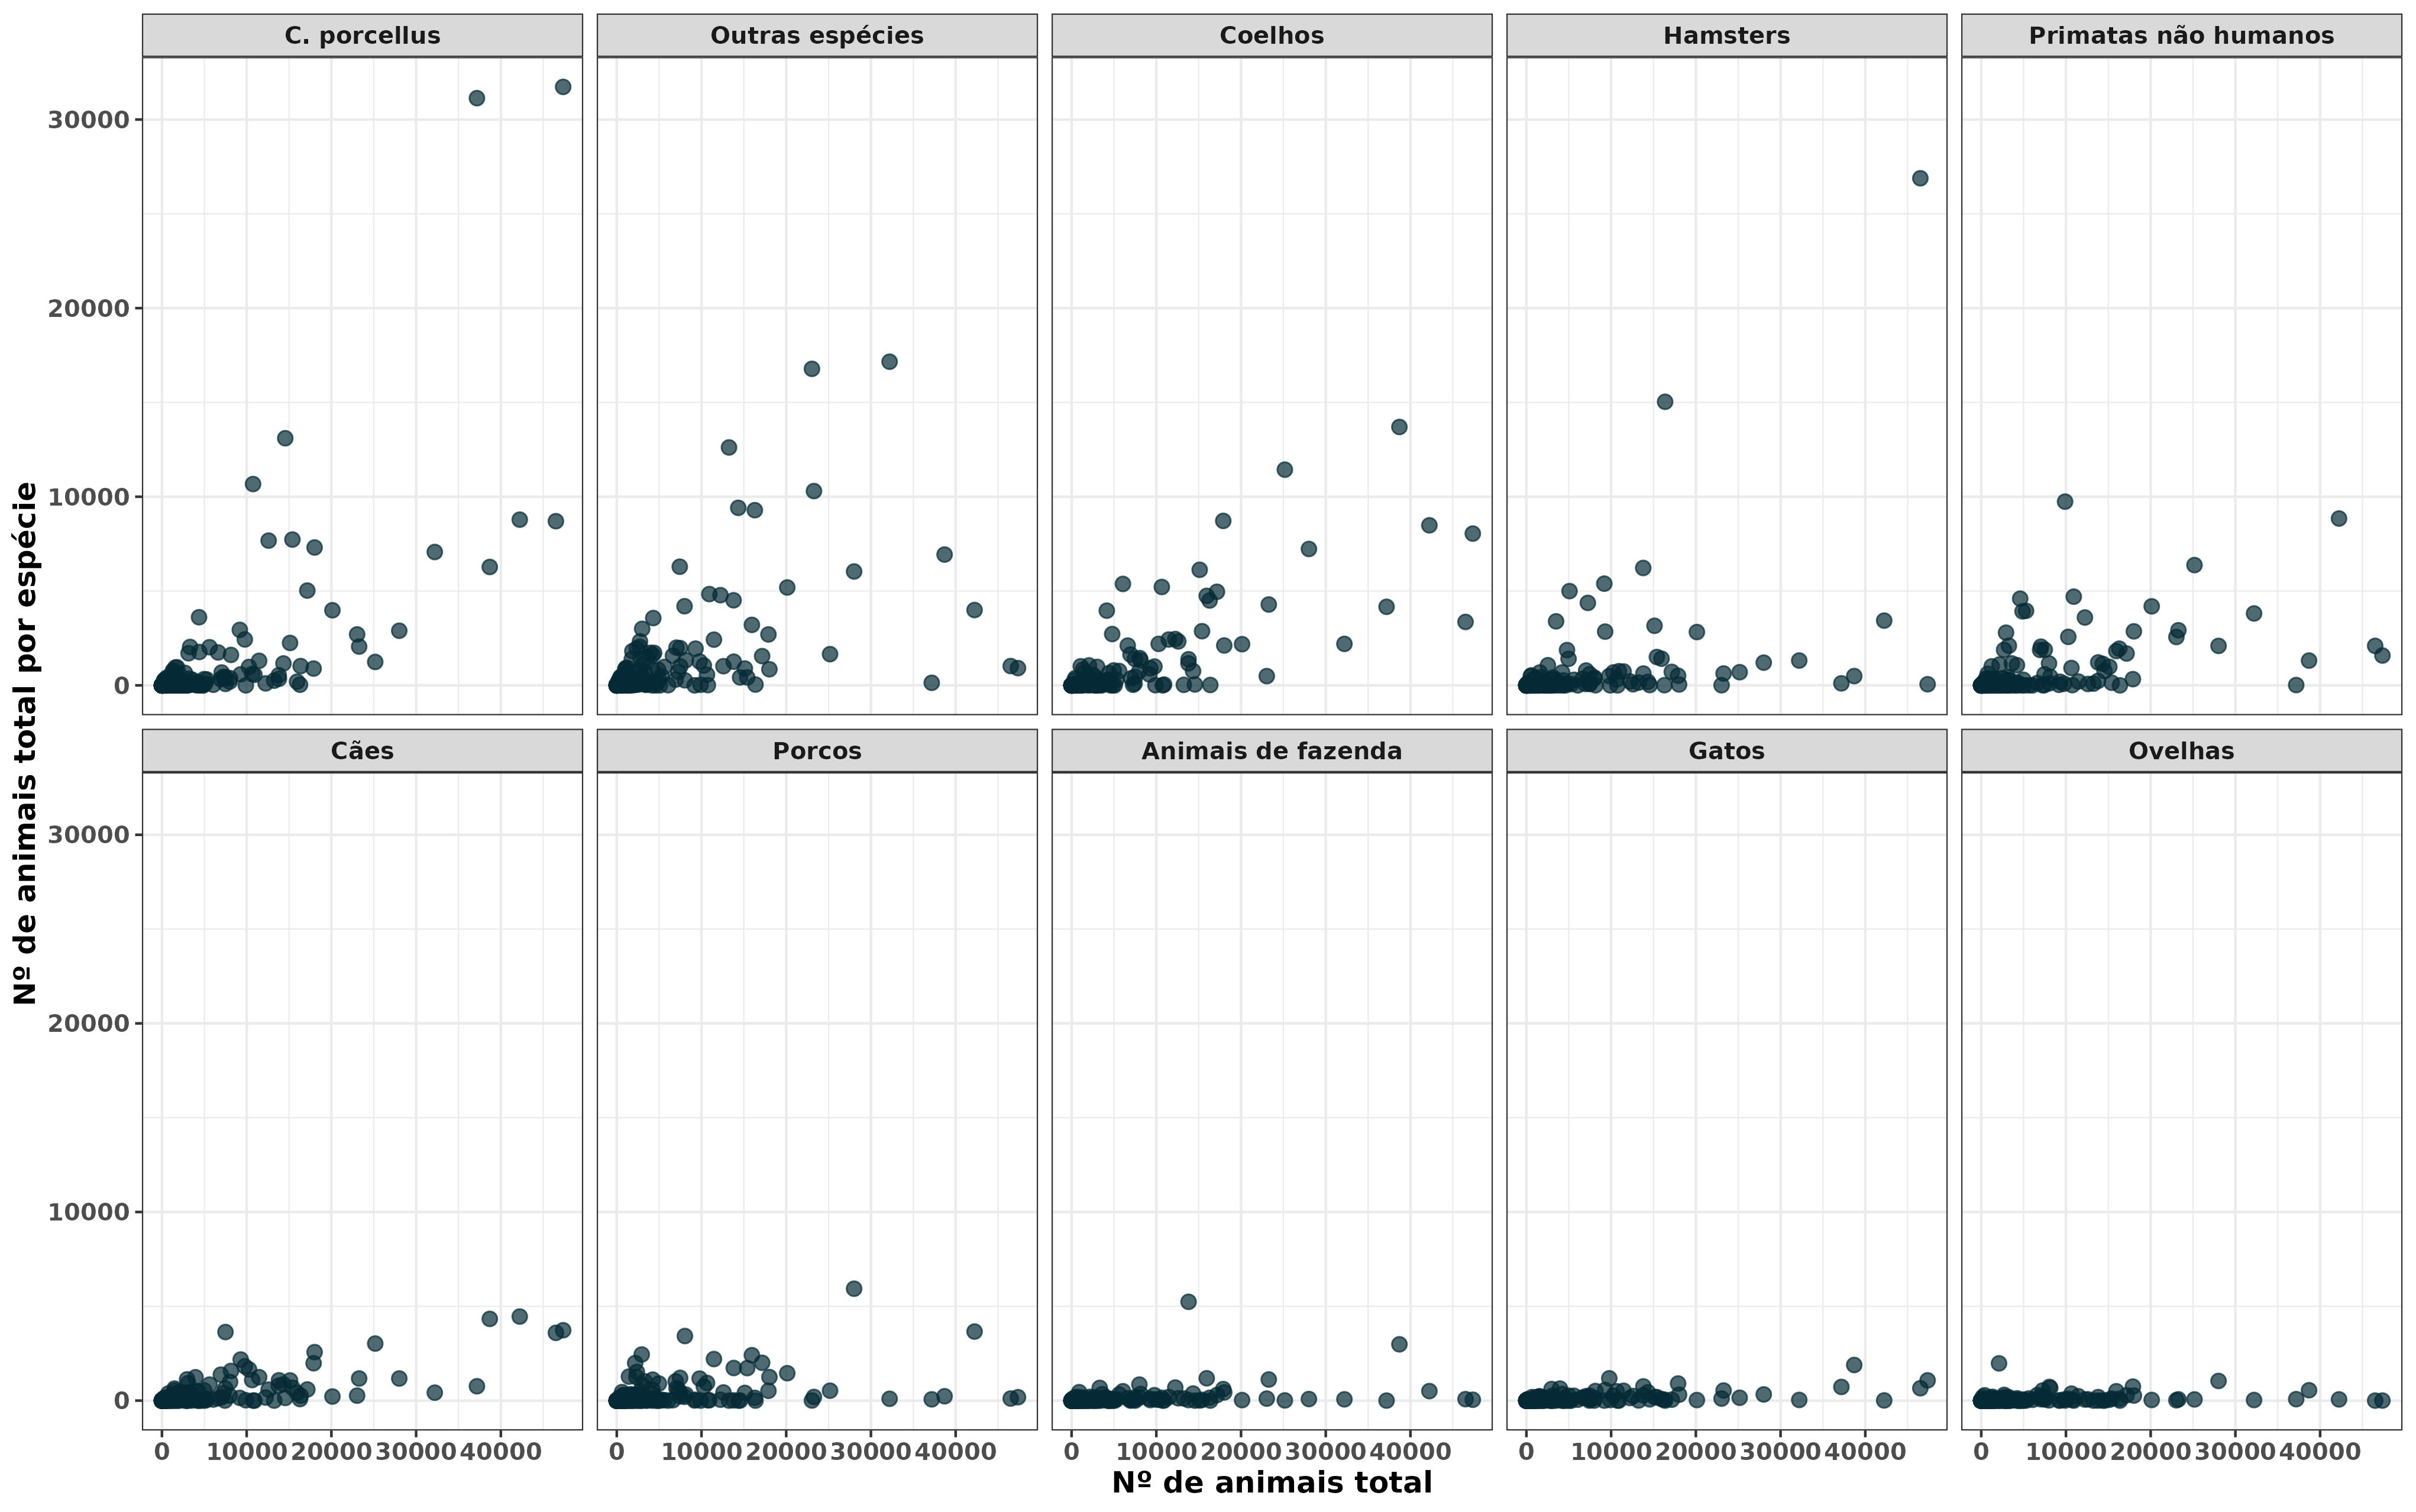 C. porcellus
Outras espécies
Coelhos
Hamsters
Primatas não humanos
30000
20000
10000
0
Cães
Porcos
Animais de fazenda
Gatos
Ovelhas
30000
20000
10000
0
0 10000 20000 30000 40000
0 10000 20000 30000 40000
0 10000 20000 30000 40000
0 10000 20000 30000 40000
0 10000 20000 30000 40000
Nº de animais total por espécie
Nº de animais total